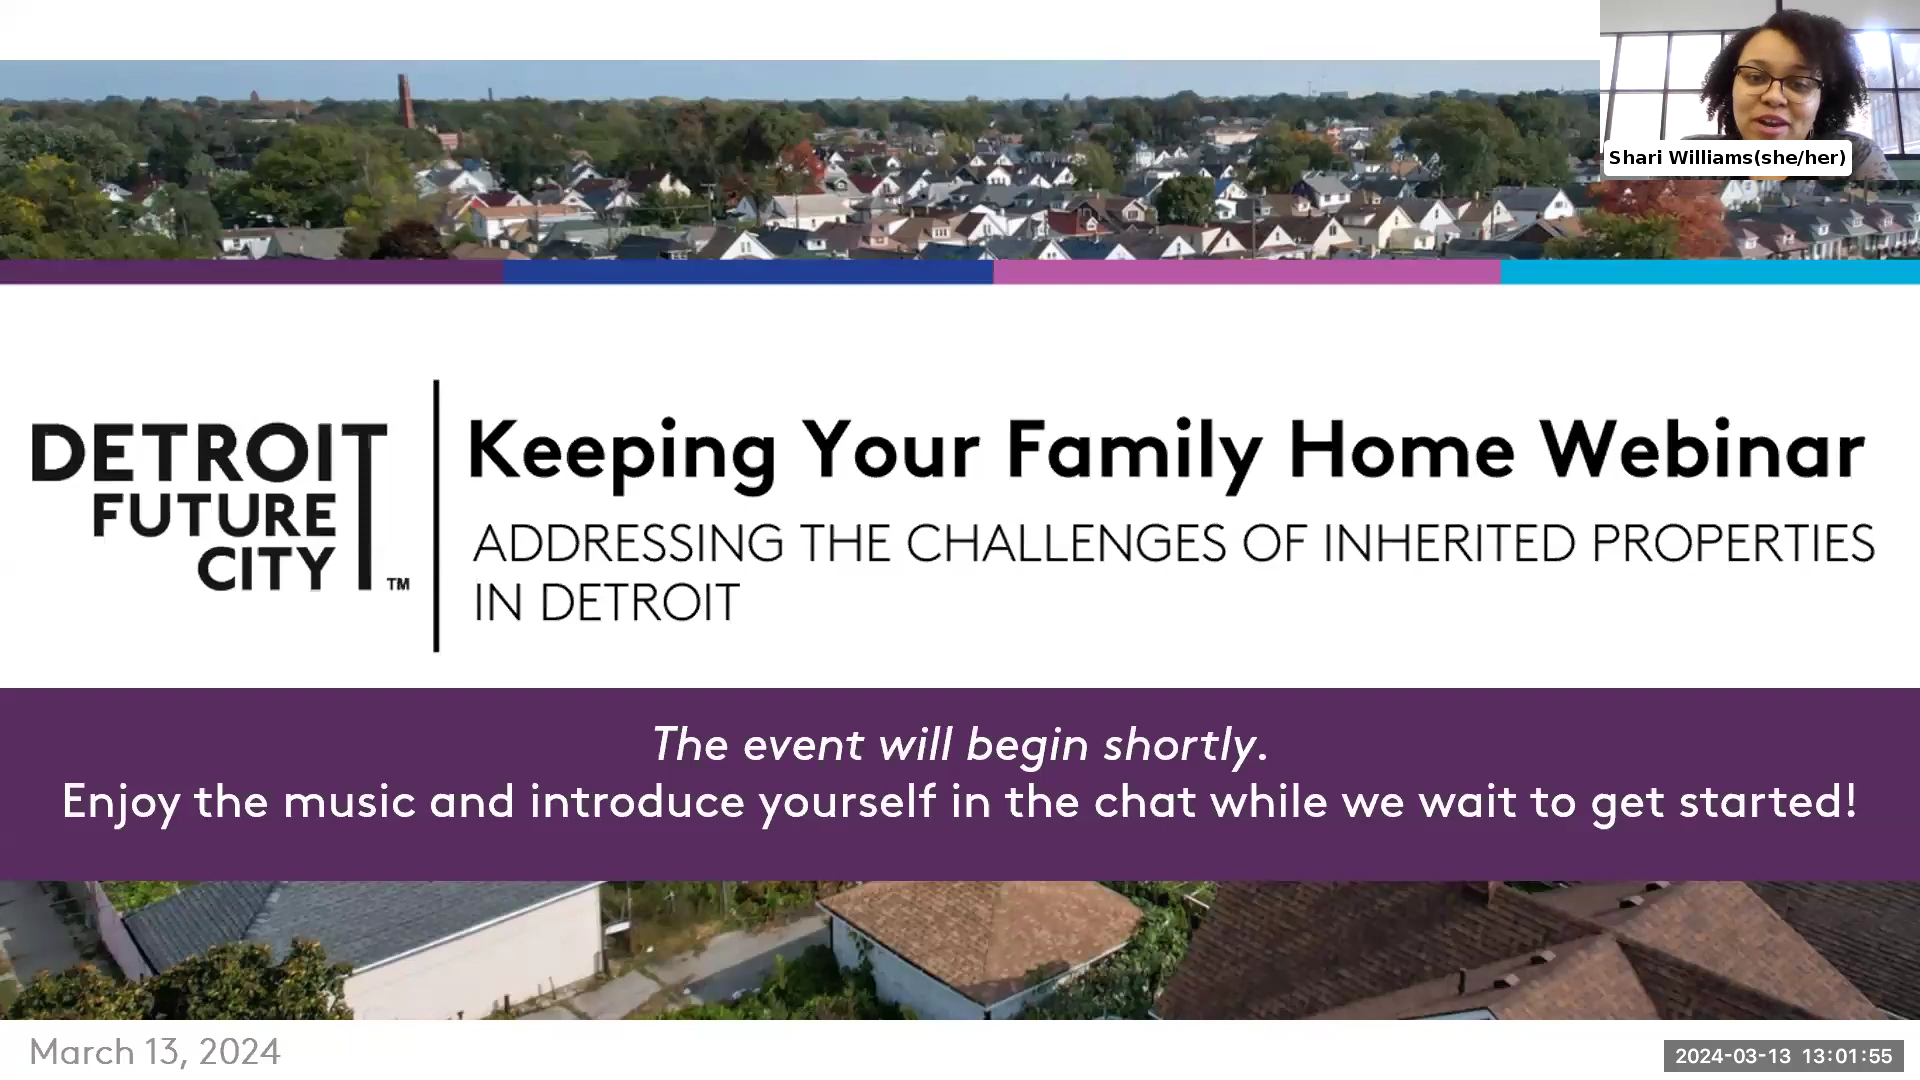 Shari Williams(she/her)
DETROIT
FUTURE
CITY
TM
Keeping Your Family Home Webinar
ADDRESSING THE CHALLENGES OF INHERITED PROPERTIES
IN DETROIT
The event will begin shortly.
Enjoy the music and introduce yourself in the chat while we wait to get started!
March 13, 2024
2024-03-13 13:01:55